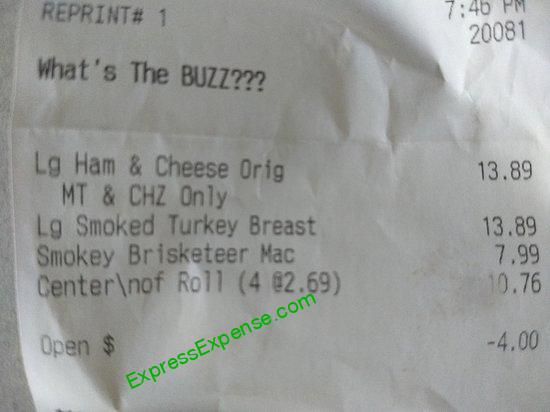 REPRINT# 1
7:46 PM
20081
What's The BUZZ???
Lg Ham & Cheese Orig 13.89
MT & CHZ Only
Lg Smoked Turkey Breast 13.89
Smokey Brisketeer Mac 7.99
Center\nof Roll (4 @2.69) 10.76
Open $ -4.00
ExpressExpense.com